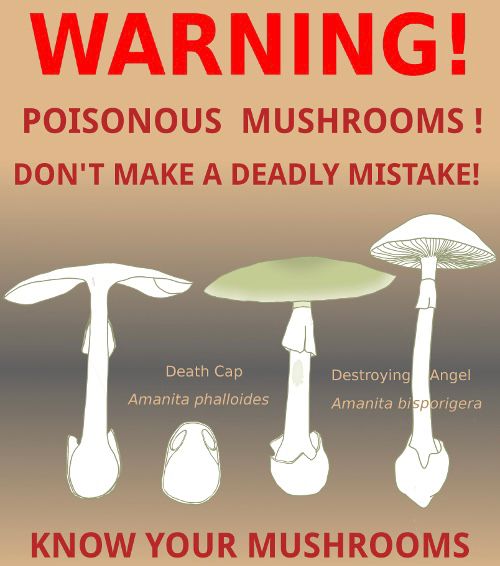 WARNING!
POISONOUS MUSHROOMS !
DON'T MAKE A DEADLY MISTAKE!
Death Cap
Amanita phalloides
Destroying Angel
Amanita bisporigera
KNOW YOUR MUSHROOMS